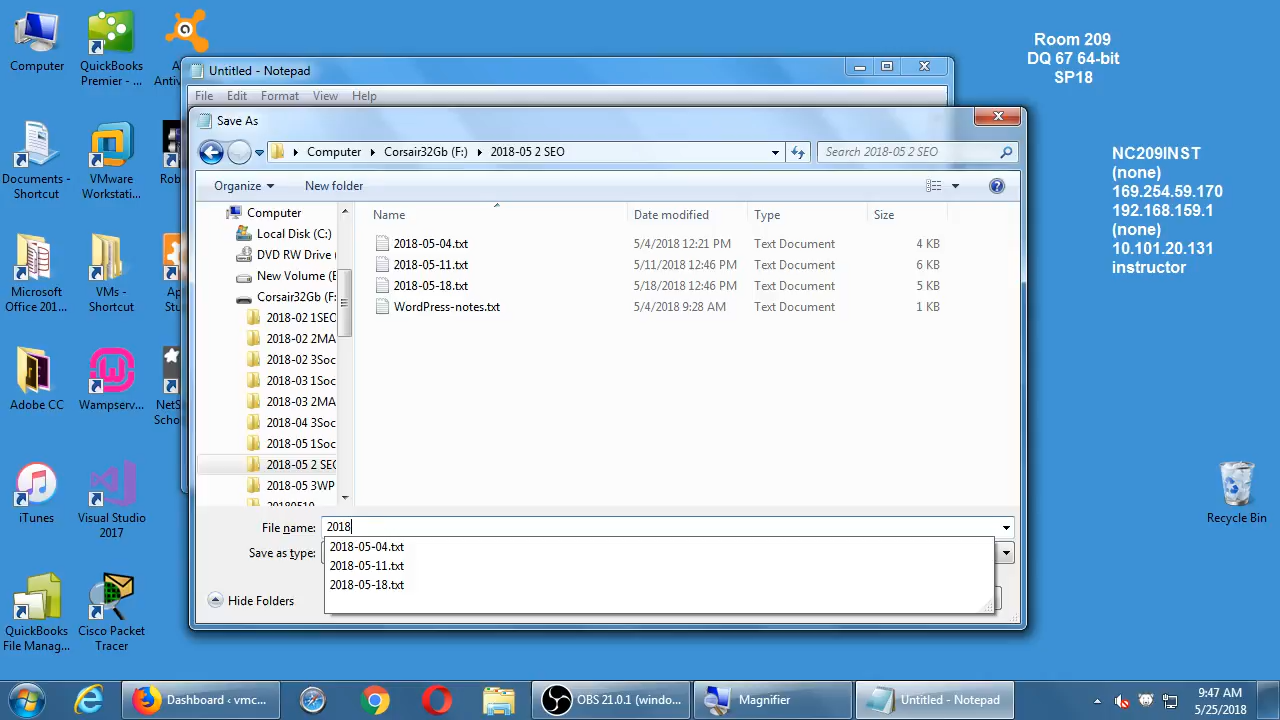 Computer
QuickBooks
Premier - ...
A
Antiv
Documents -
Shortcut
VMware
Workstati...
Rob
Microsoft
Office 201...
VMs -
Shortcut
Ap
Stu
Adobe CC
Wampserv...
NetS
Scho
iTunes
Visual Studio
2017
QuickBooks
File Manag...
Cisco Packet
Tracer
Untitled - Notepad
File Edit Format View Help
Save As
Computer Corsair32Gb (F:) 2018-05 2 SEO
Search 2018-05 2 SEO
Organize New folder
Computer
Local Disk (C:)
DVD RW Drive (
New Volume (E
Corsair32Gb (F:
2018-02 1SEO
2018-02 2MA
2018-02 3Soc
2018-03 1Soc
2018-03 2MA
2018-04 3Soc
2018-05 1Soc
2018-05 2 SEO
2018-05 3WP
20180510
Name Date modified Type Size
2018-05-04.txt 5/4/2018 12:21 PM Text Document 4 KB
2018-05-11.txt 5/11/2018 12:46 PM Text Document 6 KB
2018-05-18.txt 5/18/2018 12:46 PM Text Document 5 KB
WordPress-notes.txt 5/4/2018 9:28 AM Text Document 1 KB
File name: 2018
Save as type:
2018-05-04.txt
2018-05-11.txt
2018-05-18.txt
Hide Folders
Room 209
DQ 67 64-bit
SP18
NC209INST
(none)
169.254.59.170
192.168.159.1
(none)
10.101.20.131
instructor
Recycle Bin
Dashboard ‹ vmc...
OBS 21.0.1 (windo...
Magnifier
Untitled - Notepad
9:47 AM
5/25/2018